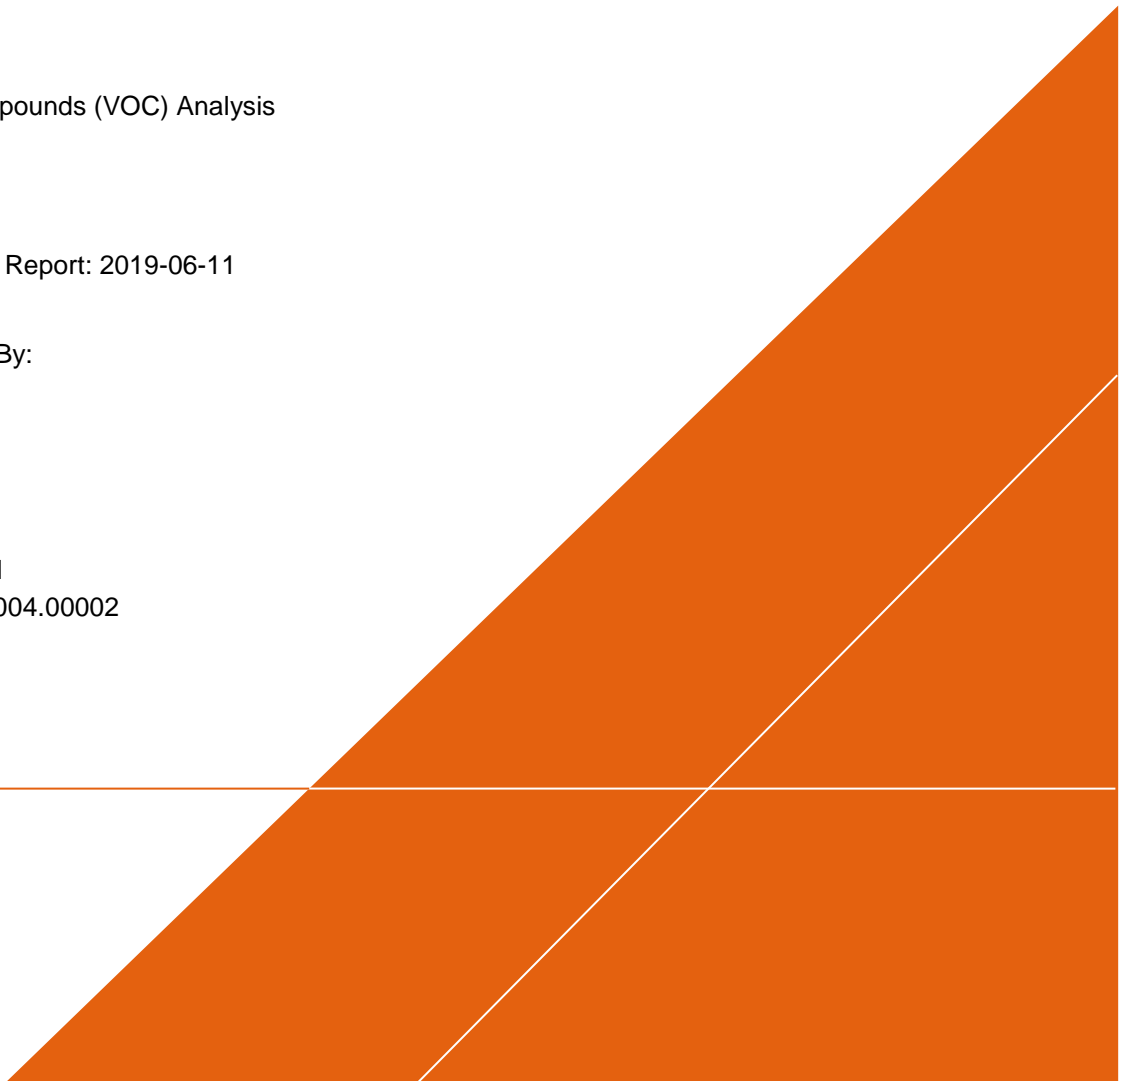 pounds (VOC) Analysis
Report: 2019-06-11
By:
004.00002